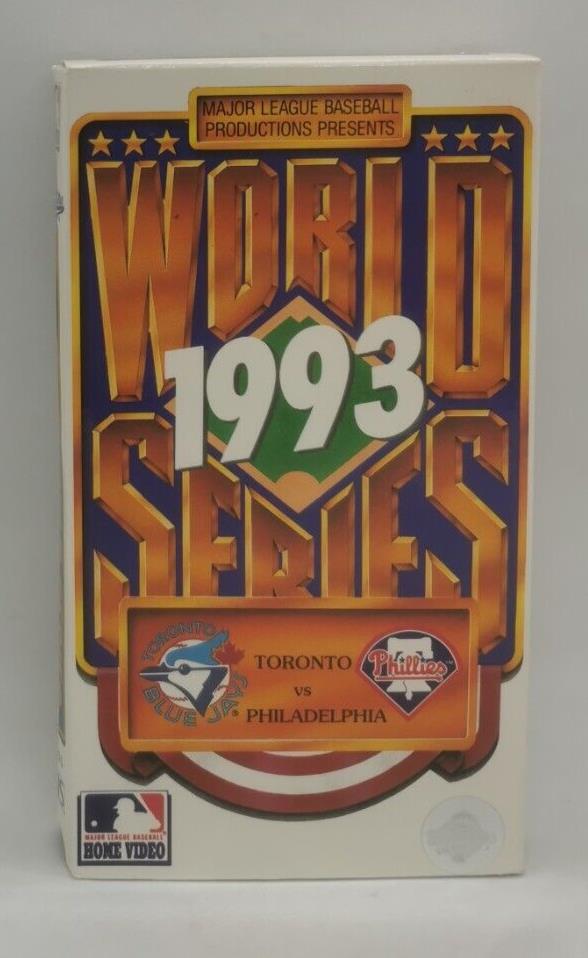 MAJOR LEAGUE BASEBALL
PRODUCTIONS PRESENTS
WORLD
1993
SERIES
TORONTO
BLUE JAYS
TORONTO
vs
PHILADELPHIA
Phillies
MAJOR LEAGUE BASEBALL
HOME VIDEO